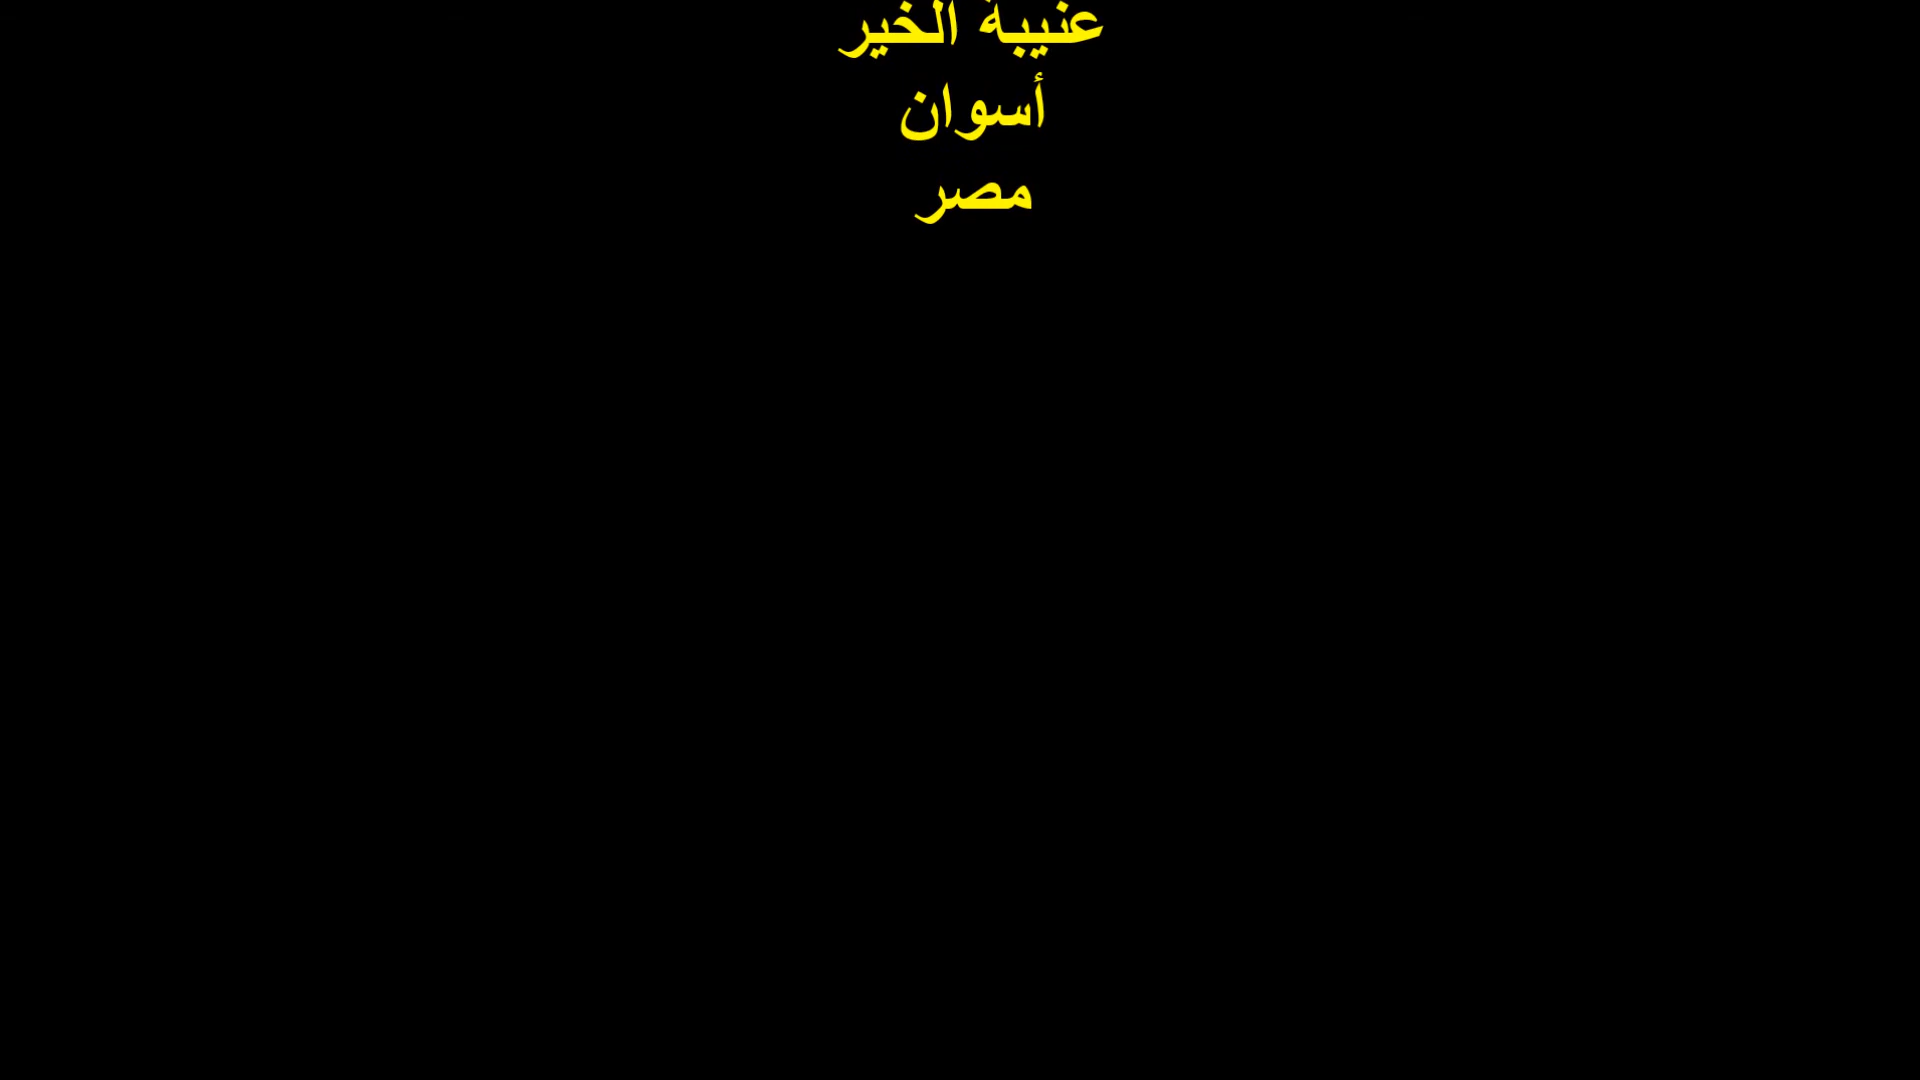 عنيبة الخير
أسوان
مصر